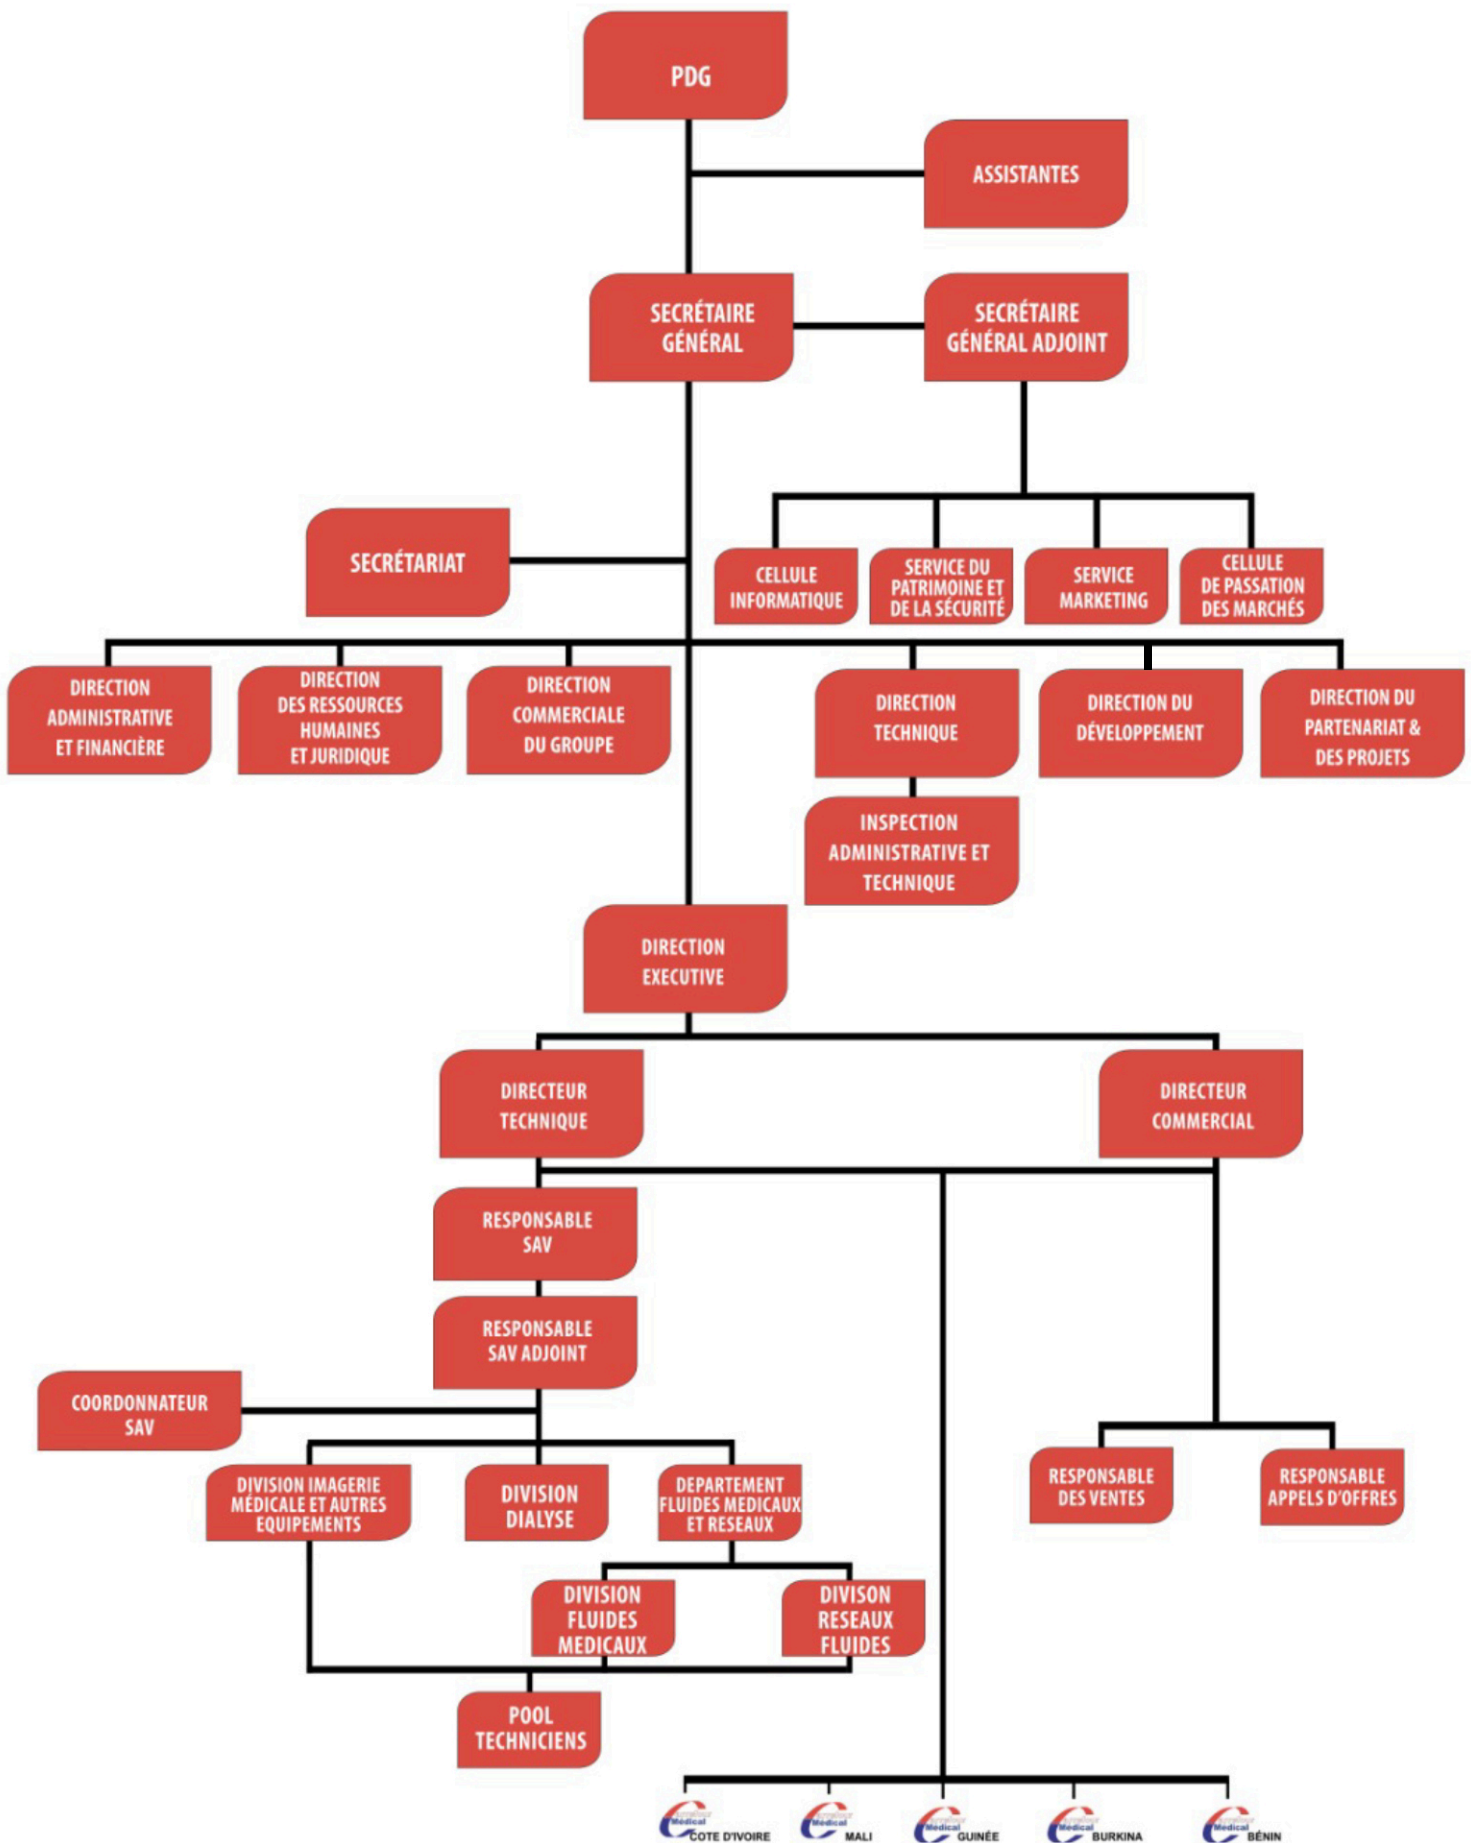 PDG
ASSISTANTES
SECRÉTAIRE
GÉNÉRAL
SECRÉTAIRE
GÉNÉRAL ADJOINT
SECRÉTARIAT
CELLULE
INFORMATIQUE
SERVICE DU
PATRIMOINE ET
DE LA SÉCURITÉ
SERVICE
MARKETING
CELLULE
DE PASSATION
DES MARCHÉS
DIRECTION
ADMINISTRATIVE
ET FINANCIÈRE
DIRECTION
DES RESSOURCES
HUMAINES
ET JURIDIQUE
DIRECTION
COMMERCIALE
DU GROUPE
DIRECTION
TECHNIQUE
DIRECTION DU
DÉVELOPPEMENT
DIRECTION DU
PARTENARIAT &
DES PROJETS
INSPECTION
ADMINISTRATIVE ET
TECHNIQUE
DIRECTION
EXECUTIVE
DIRECTEUR
TECHNIQUE
DIRECTEUR
COMMERCIAL
RESPONSABLE
SAV
RESPONSABLE
SAV ADJOINT
COORDONNATEUR
SAV
DIVISION IMAGERIE
MÉDICALE ET AUTRES
EQUIPEMENTS
DIVISION
DIALYSE
DEPARTEMENT
FLUIDES MEDICAUX
ET RESEAUX
RESPONSABLE
DES VENTES
RESPONSABLE
APPELS D'OFFRES
DIVISION
FLUIDES
MEDICAUX
DIVISON
RESEAUX
FLUIDES
POOL
TECHNICIENS
Médical
COTE D'IVOIRE
Médical
MALI
Médical
GUINÉE
Médical
BURKINA
Médical
BÉNIN